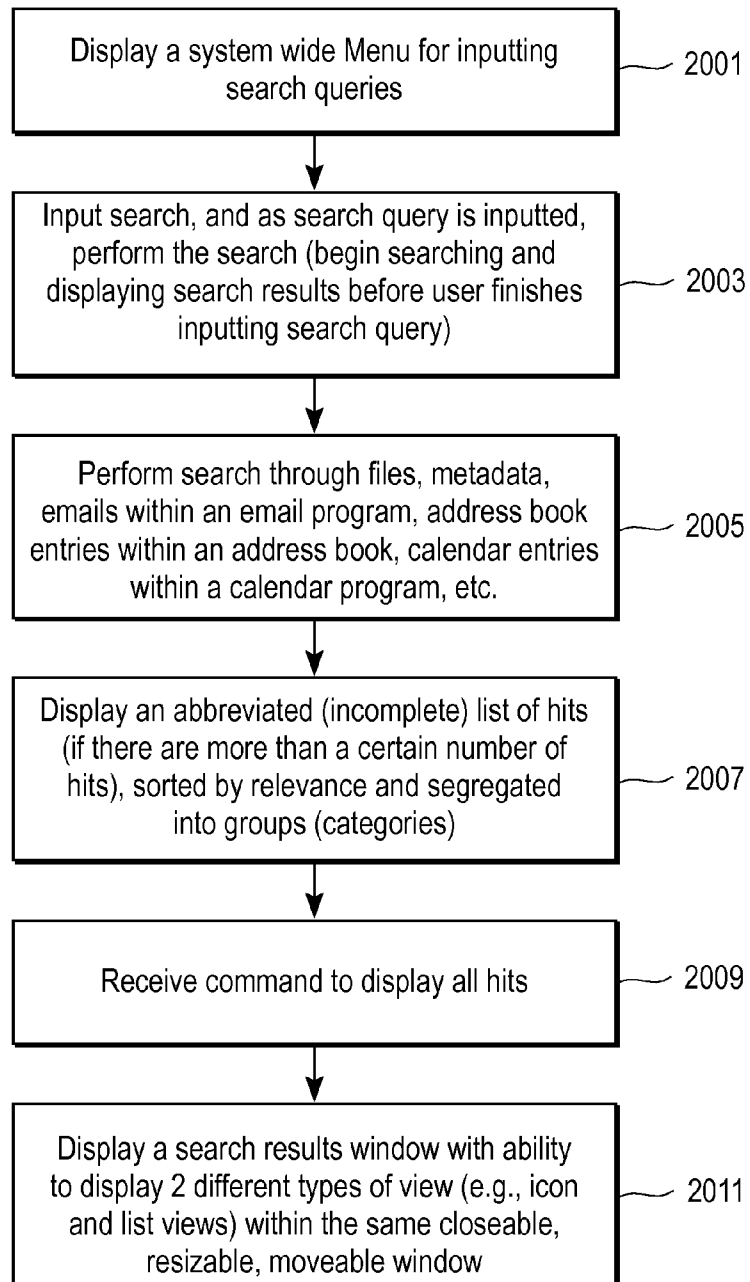 Display a system wide Menu for inputting
search queries
2001
Input search, and as search query is inputted,
perform the search (begin searching and
displaying search results before user finishes
inputting search query)
2003
Perform search through files, metadata,
emails within an email program, address book
entries within an address book, calendar entries
within a calendar program, etc.
2005
Display an abbreviated (incomplete) list of hits
(if there are more than a certain number of
hits), sorted by relevance and segregated
into groups (categories)
2007
Receive command to display all hits
2009
Display a search results window with ability
to display 2 different types of view (e.g., icon
and list views) within the same closeable,
resizable, moveable window
2011